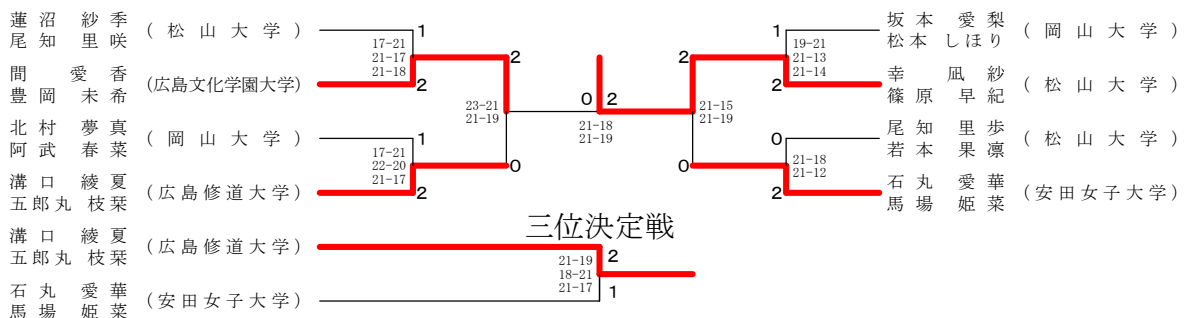 蓮沼 紗季
尾知 里咲
(松山大学)
1
17-21
21-17
21-18
2
間 愛香
豊岡 未希
(広島文化学園大学)
2
23-21
21-19
北村 夢真
阿武 春菜
(岡山大学)
1
17-21
22-20
21-17
0
溝口 綾夏
五郎丸 枝栞
(広島修道大学)
2
0 2
21-18
21-19
坂本 愛梨
松本 しほり
(岡山大学)
1
19-21
21-13
21-14
2
幸 凪紗
篠原 早紀
(松山大学)
2
21-15
21-19
尾知 里歩
若本 果凛
(松山大学)
0
21-18
21-12
0
石丸 愛華
馬場 姫菜
(安田女子大学)
2
三位決定戦
溝口 綾夏
五郎丸 枝栞
(広島修道大学)
2
21-19
18-21
21-17
1
石丸 愛華
馬場 姫菜
(安田女子大学)